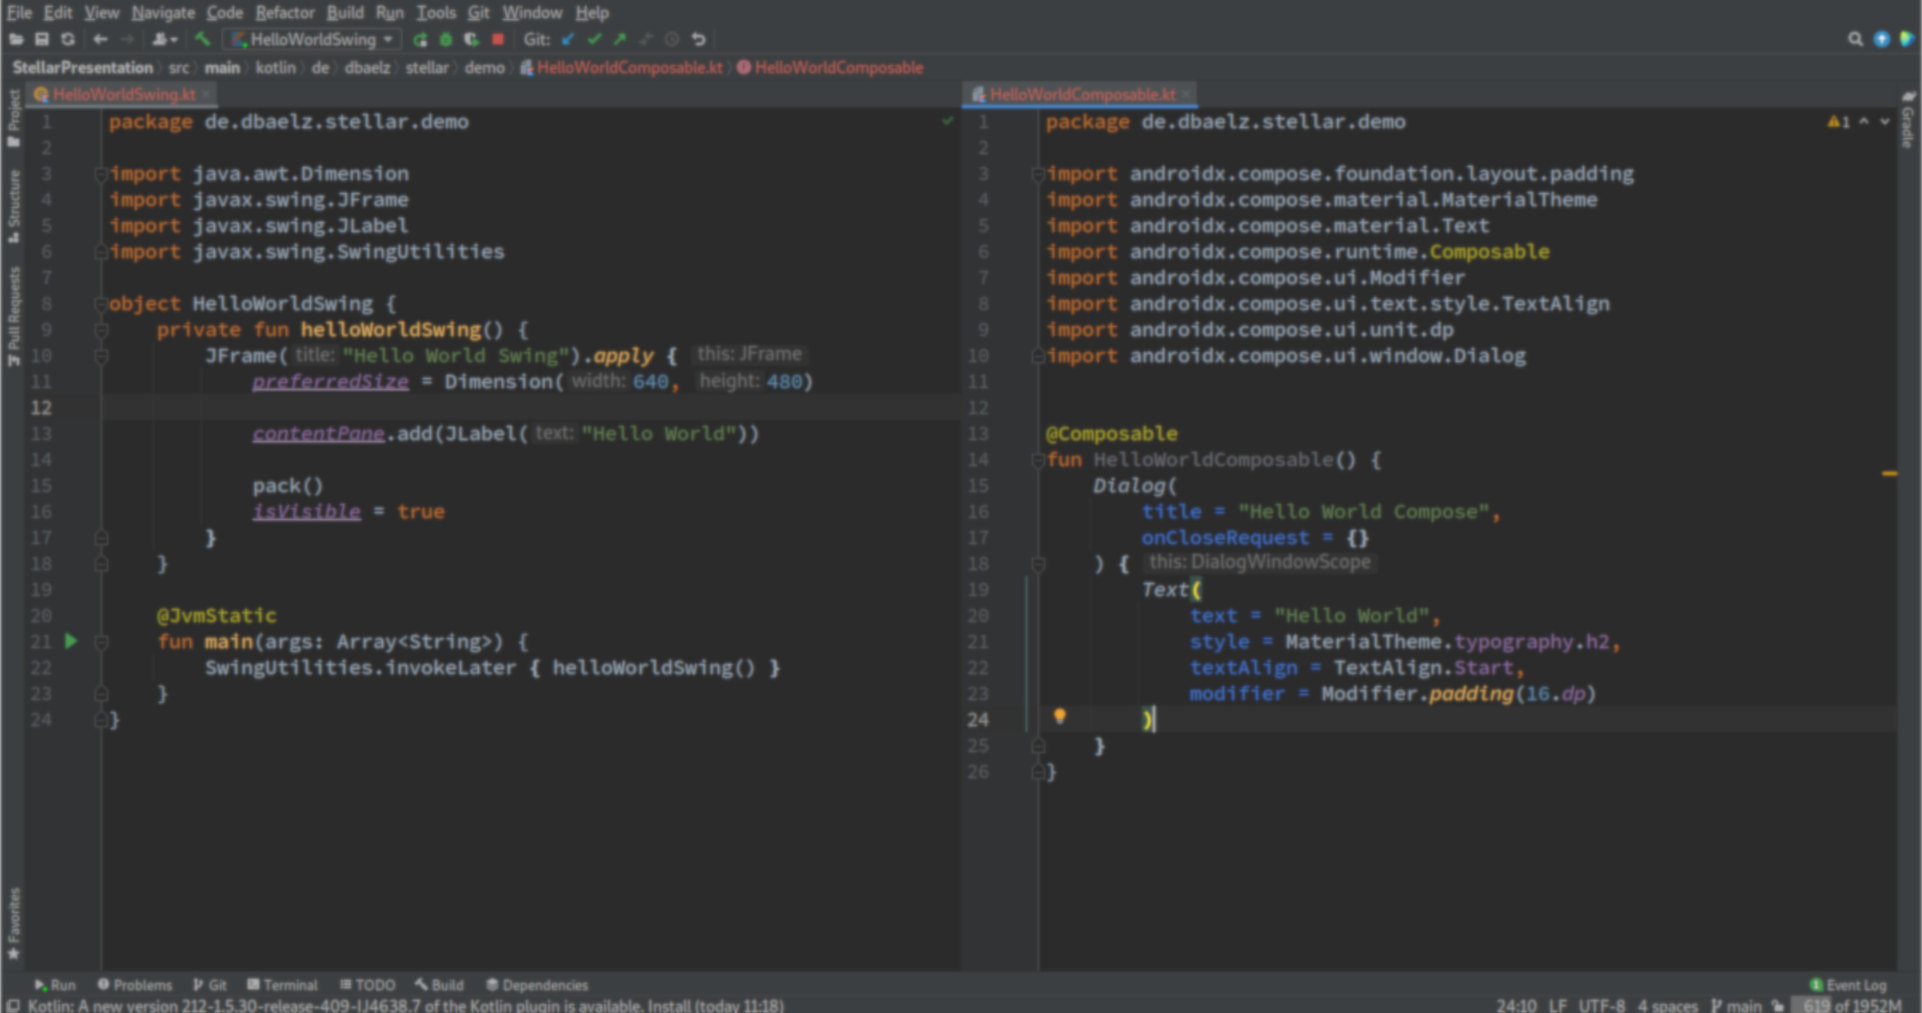 File Edit View Navigate Code Refactor Build Run Tools Git Window Help
HelloWorldSwing Git:
StellarPresentation src main kotlin de dbaelz stellar demo HelloWorldComposable.kt HelloWorldComposable
HelloWorldSwing.kt
Project
Structure
Pull Requests
Favorites
1 package de.dbaelz.stellar.demo
2
3 import java.awt.Dimension
4 import javax.swing.JFrame
5 import javax.swing.JLabel
6 import javax.swing.SwingUtilities
7
8 object HelloWorldSwing {
9 private fun helloWorldSwing() {
10 JFrame( title: "Hello World Swing").apply { this: JFrame
11 preferredSize = Dimension( width: 640, height: 480)
12
13 contentPane.add(JLabel( text: "Hello World"))
14
15 pack()
16 isVisible = true
17 }
18 }
19
20 @JvmStatic
21 fun main(args: Array<String>) {
22 SwingUtilities.invokeLater { helloWorldSwing() }
23 }
24 }
HelloWorldComposable.kt
1 package de.dbaelz.stellar.demo
2
3 import androidx.compose.foundation.layout.padding
4 import androidx.compose.material.MaterialTheme
5 import androidx.compose.material.Text
6 import androidx.compose.runtime.Composable
7 import androidx.compose.ui.Modifier
8 import androidx.compose.ui.text.style.TextAlign
9 import androidx.compose.ui.unit.dp
10 import androidx.compose.ui.window.Dialog
11
12
13 @Composable
14 fun HelloWorldComposable() {
15 Dialog(
16 title = "Hello World Compose",
17 onCloseRequest = {}
18 ) { this: DialogWindowScope
19 Text(
20 text = "Hello World",
21 style = MaterialTheme.typography.h2,
22 textAlign = TextAlign.Start,
23 modifier = Modifier.padding(16.dp)
24 )
25 }
26 }
1
Gradle
Run Problems Git Terminal TODO Build Dependencies 1 Event Log
Kotlin: A new version 212-1.5.30-release-409-IJ4638.7 of the Kotlin plugin is available. Install (today 11:18) 24:10 LF UTF-8 4 spaces main 619 of 1952M